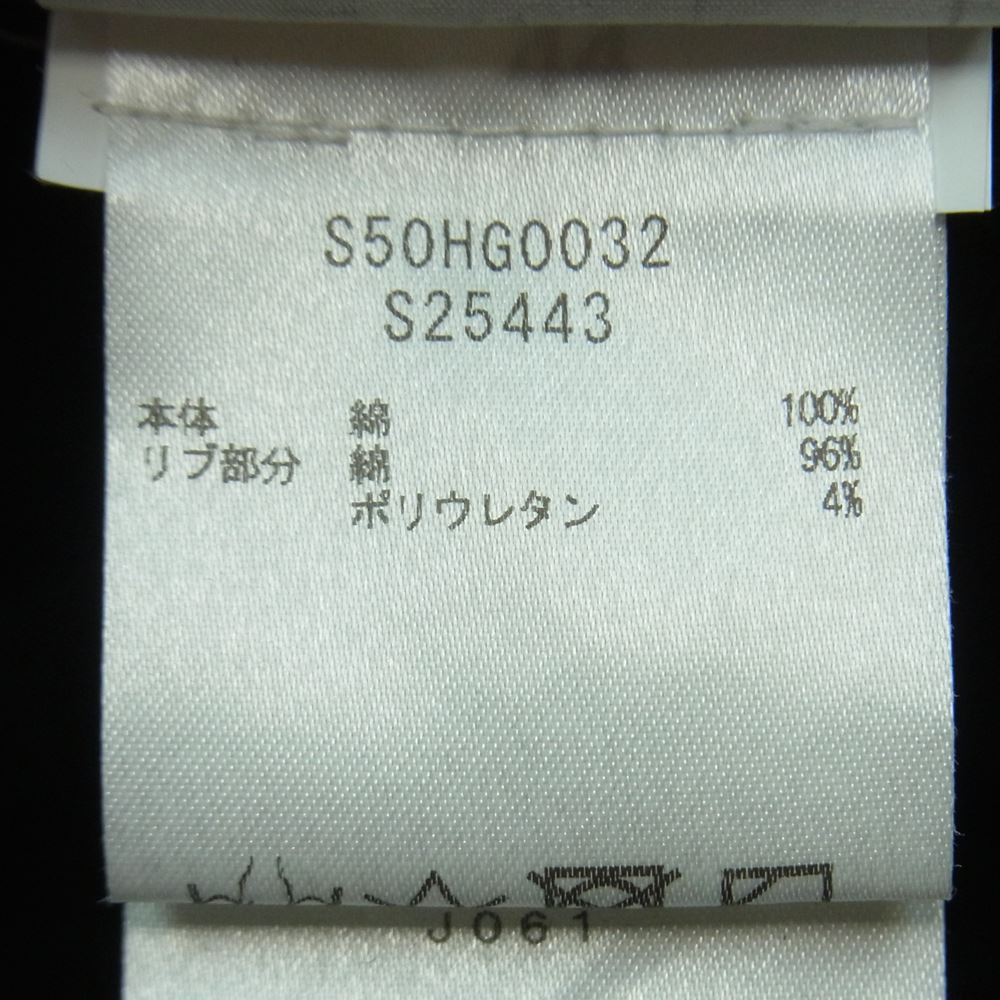 S50HG0032
S25443
本体 綿 100%
リブ部分 綿 96%
ポリウレタン 4%
J061